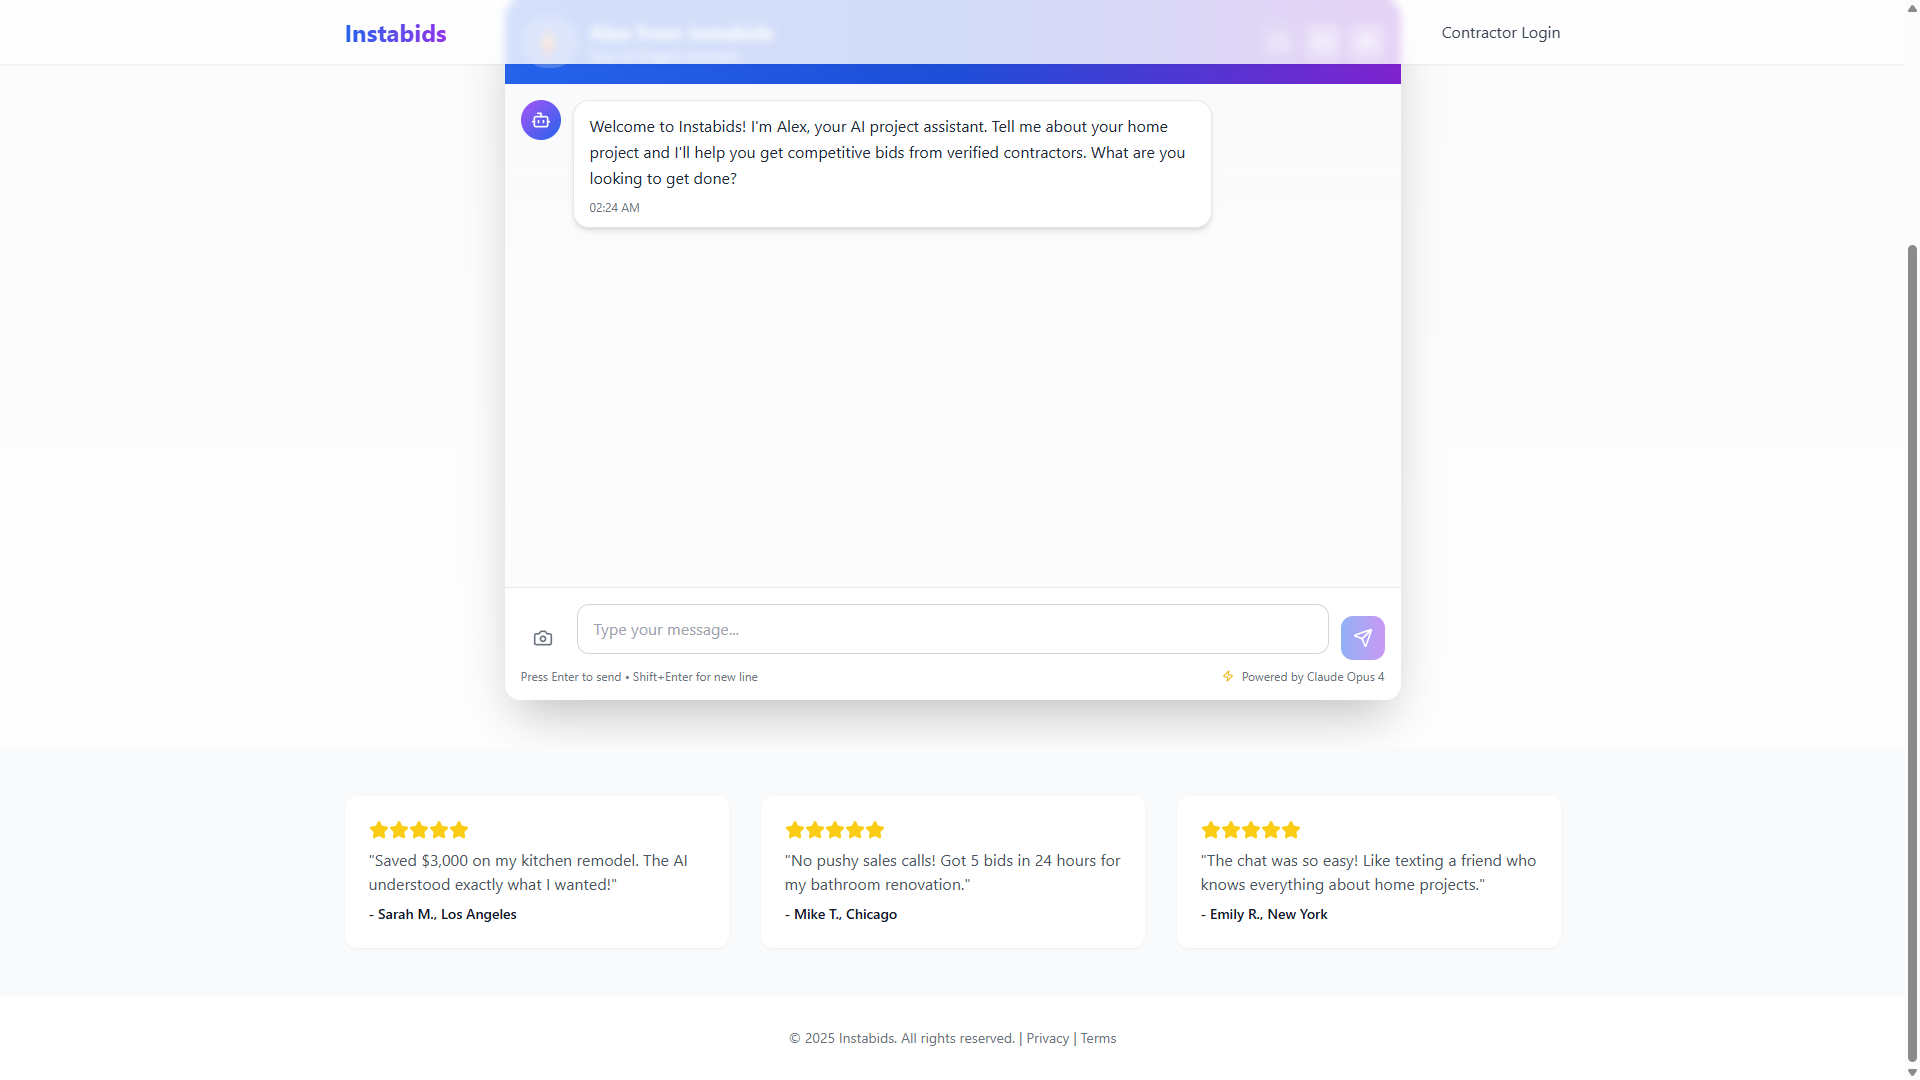 Instabids
Alex from Instabids
Contractor Login
Welcome to Instabids! I'm Alex, your AI project assistant. Tell me about your home
project and I'll help you get competitive bids from verified contractors. What are you
looking to get done?
02:24 AM
Type your message...
Press Enter to send • Shift+Enter for new line
Powered by Claude Opus 4
"Saved $3,000 on my kitchen remodel. The AI
understood exactly what I wanted!"
- Sarah M., Los Angeles
"No pushy sales calls! Got 5 bids in 24 hours for
my bathroom renovation."
- Mike T., Chicago
"The chat was so easy! Like texting a friend who
knows everything about home projects."
- Emily R., New York
© 2025 Instabids. All rights reserved. | Privacy | Terms